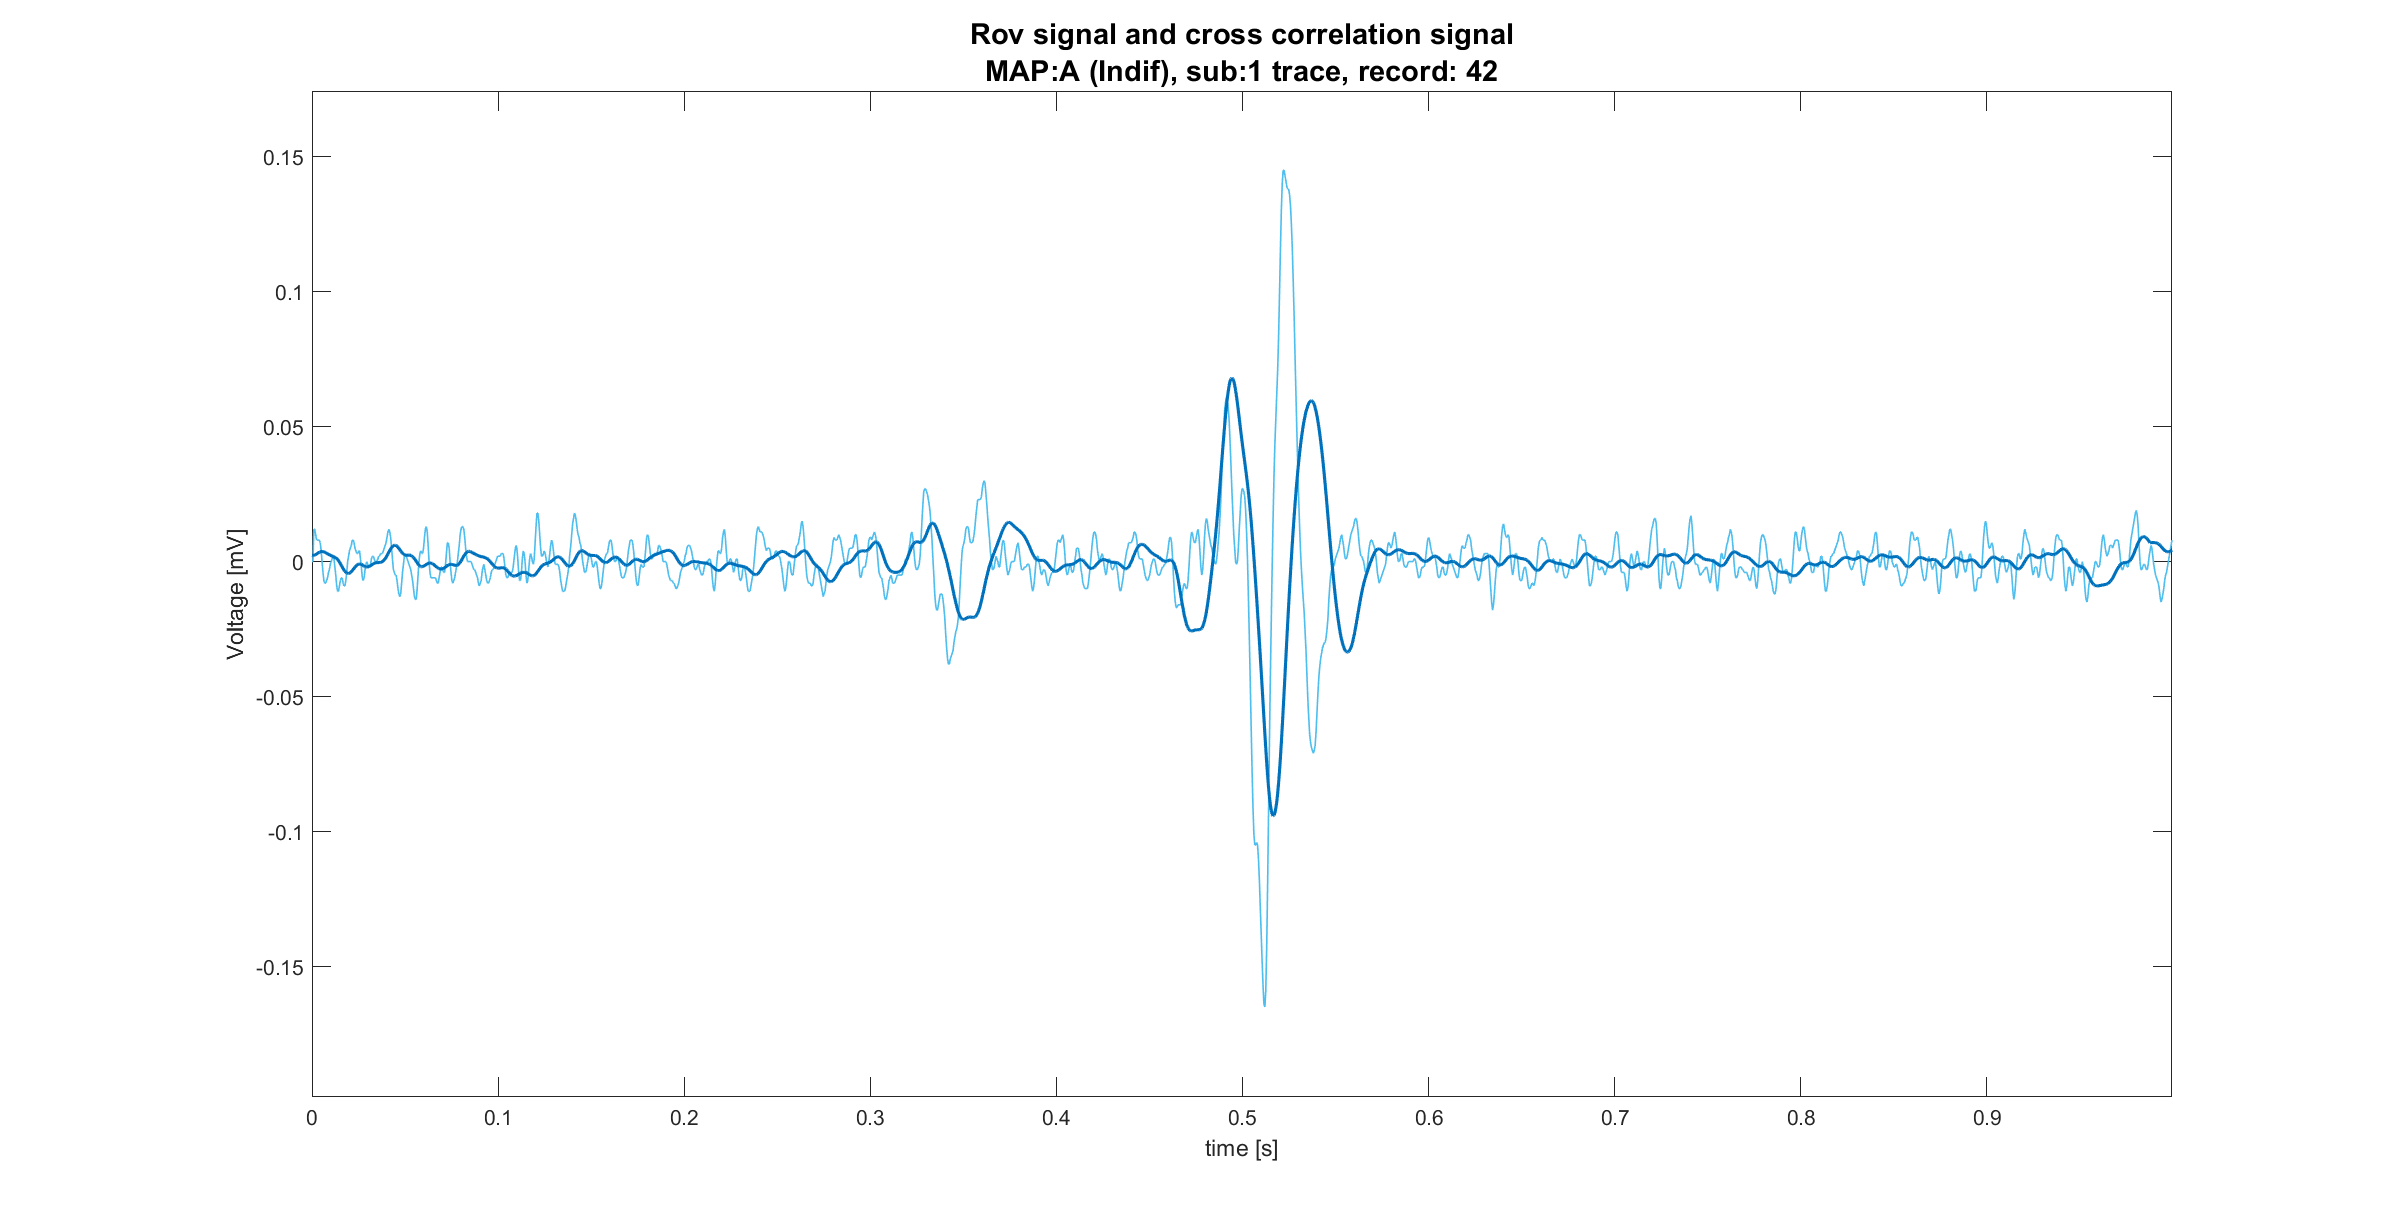 Rov signal and cross correlation signal
MAP:A (Indif), sub:1 trace, record: 42
0.15
0.1
0.05
0
-0.05
-0.1
-0.15
Voltage [mV]
0 0.1 0.2 0.3 0.4 0.5 0.6 0.7 0.8 0.9
time [s]